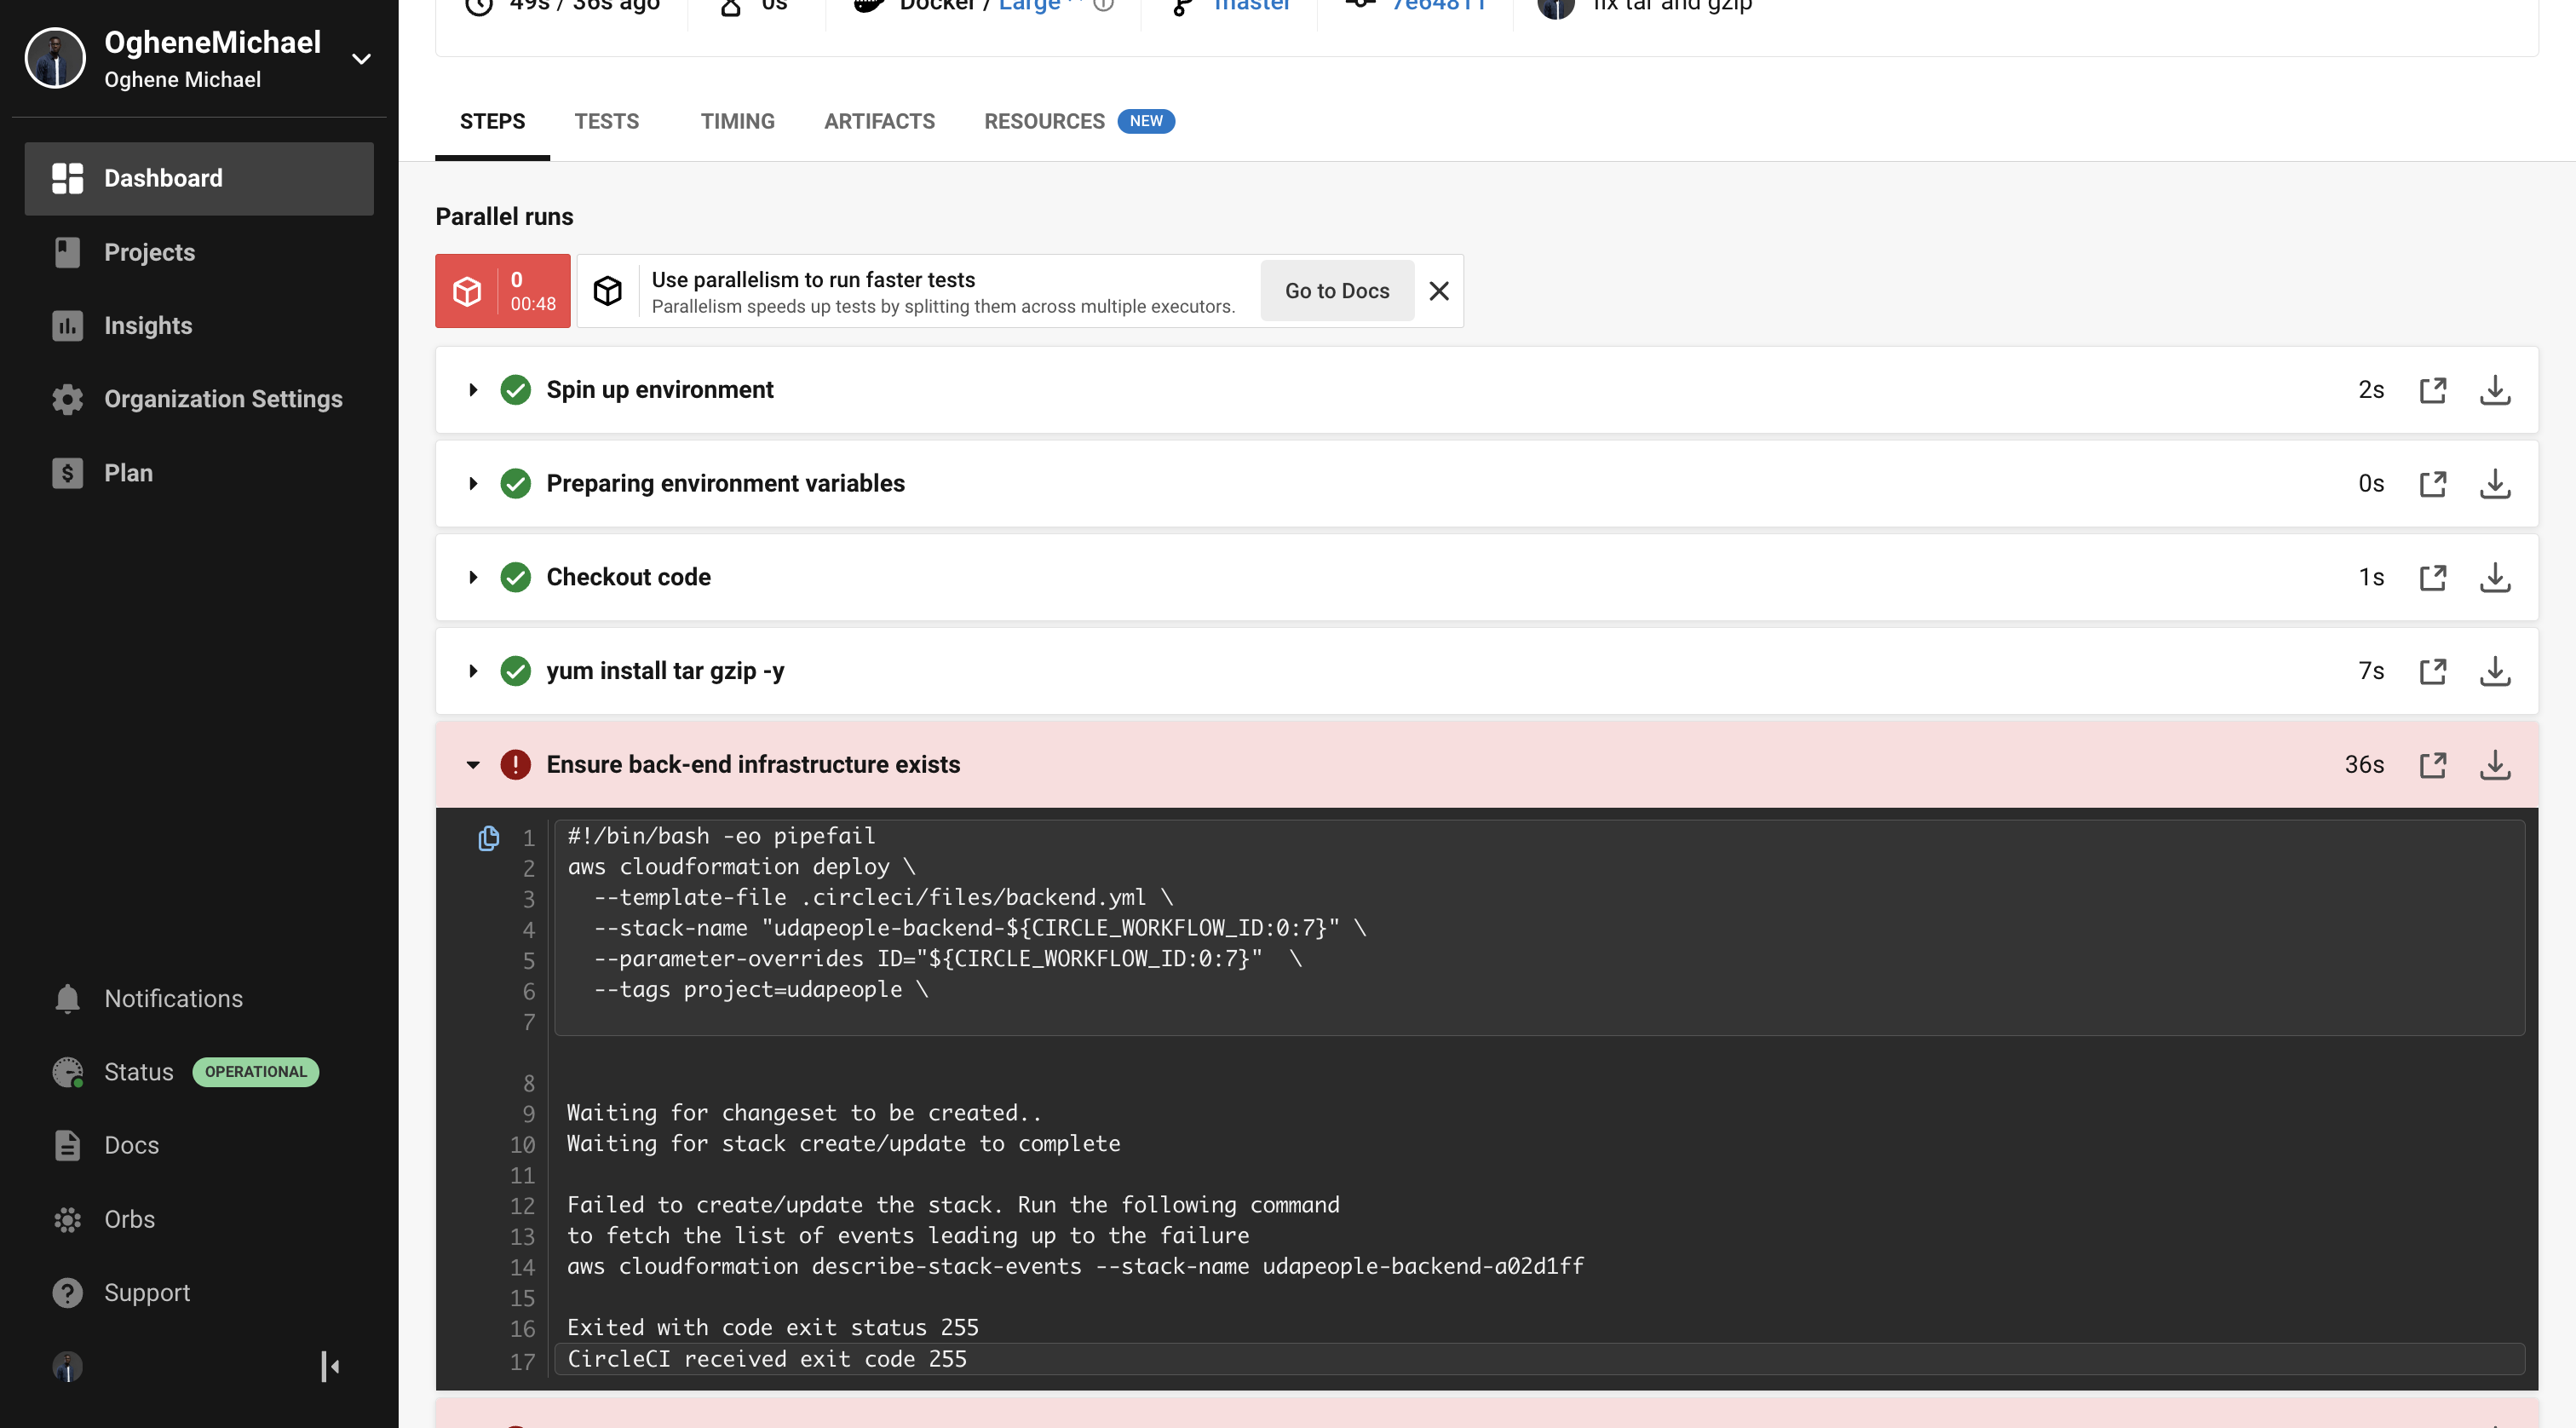 OgheneMichael
Oghene Michael
Dashboard
Projects
Insights
Organization Settings
Plan
Notifications
Status OPERATIONAL
Docs
Orbs
Support
49s / 36s ago
0s
Docker / Large
master
7e64811
fix tar and gzip
STEPS TESTS TIMING ARTIFACTS RESOURCES NEW
Parallel runs
0
00:48
Use parallelism to run faster tests
Parallelism speeds up tests by splitting them across multiple executors.
Go to Docs
Spin up environment 2s
Preparing environment variables 0s
Checkout code 1s
yum install tar gzip -y 7s
Ensure back-end infrastructure exists 36s
1 #!/bin/bash -eo pipefail
2 aws cloudformation deploy \
3 --template-file .circleci/files/backend.yml \
4 --stack-name "udapeople-backend-${CIRCLE_WORKFLOW_ID:0:7}" \
5 --parameter-overrides ID="${CIRCLE_WORKFLOW_ID:0:7}" \
6 --tags project=udapeople \
7
8
9 Waiting for changeset to be created..
10 Waiting for stack create/update to complete
11
12 Failed to create/update the stack. Run the following command
13 to fetch the list of events leading up to the failure
14 aws cloudformation describe-stack-events --stack-name udapeople-backend-a02d1ff
15
16 Exited with code exit status 255
17 CircleCI received exit code 255